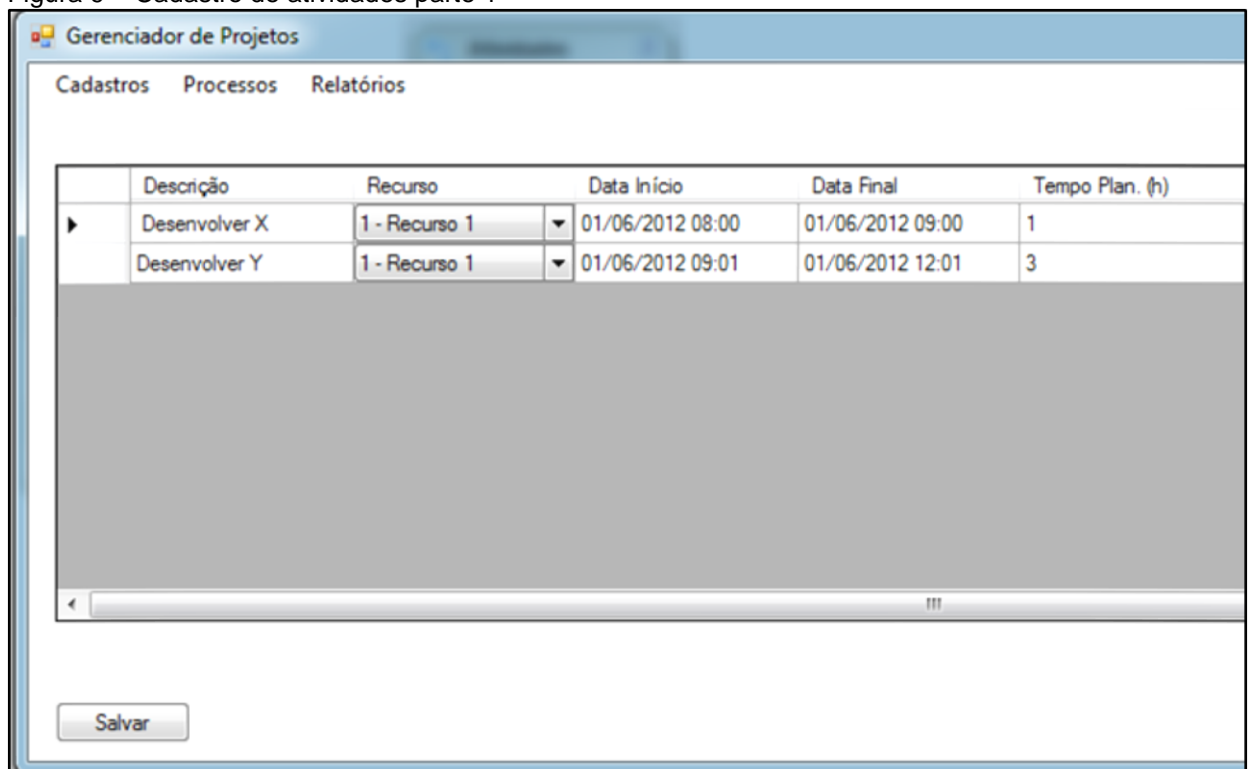 Gerenciador de Projetos
Cadastros Processos Relatórios
Descrição Recurso Data Início Data Final Tempo Plan. (h)
Desenvolver X 1 - Recurso 1 01/06/2012 08:00 01/06/2012 09:00 1
Desenvolver Y 1 - Recurso 1 01/06/2012 09:01 01/06/2012 12:01 3
Salvar